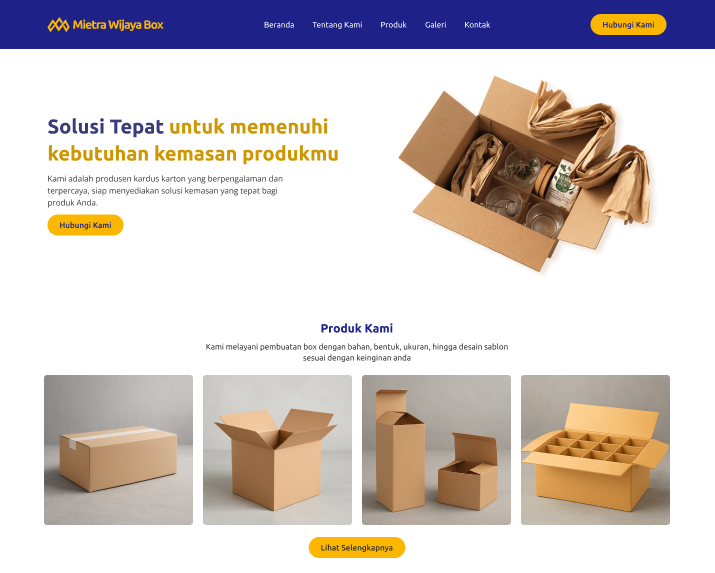 Mietra Wijaya Box
Beranda
Tentang Kami
Produk
Galeri
Kontak
Hubungi Kami
Solusi Tepat untuk memenuhi
kebutuhan kemasan produkmu
Kami adalah produsen kardus karton yang berpengalaman dan
terpercaya, siap menyediakan solusi kemasan yang tepat bagi
produk Anda.
Hubungi Kami
Produk Kami
Kami melayani pembuatan box dengan bahan, bentuk, ukuran, hingga desain sablon
sesuai dengan keinginan anda
Lihat Selengkapnya